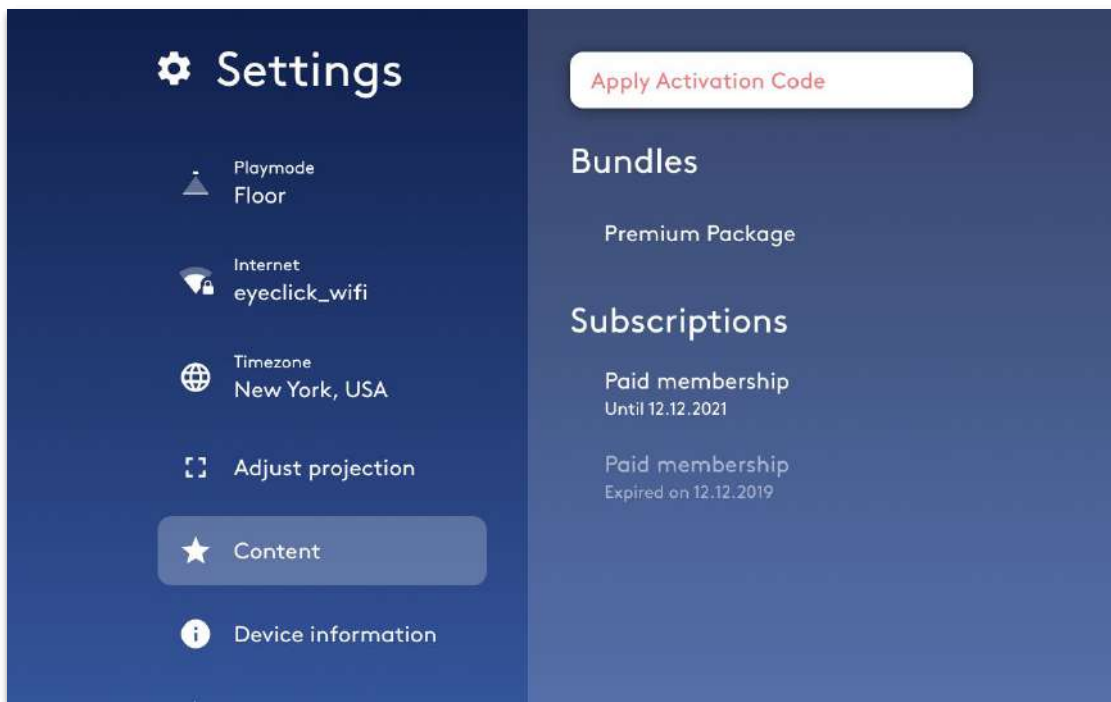 Settings
Playmode
Floor
Internet
eyeclick_wifi
Timezone
New York, USA
Adjust projection
Content
Device information
Apply Activation Code
Bundles
Premium Package
Subscriptions
Paid membership
Until 12.12.2021
Paid membership
Expired on 12.12.2019